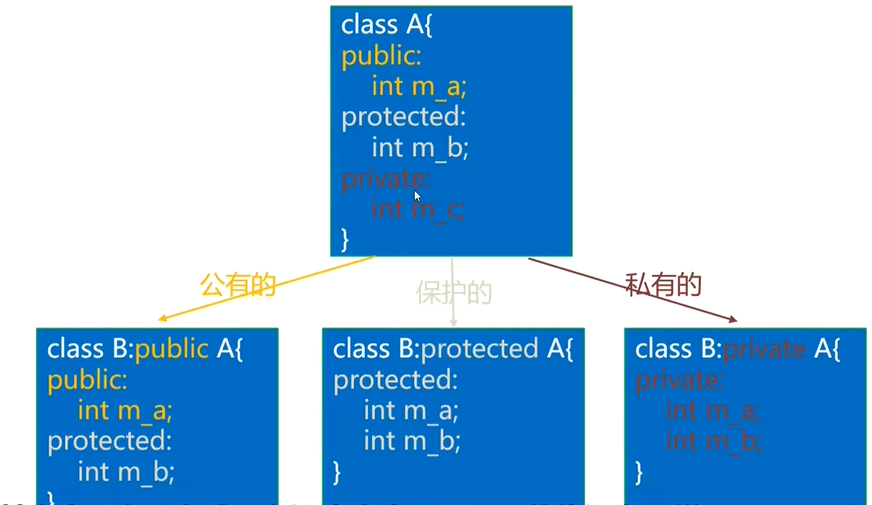 class A{
public:
int m_a;
protected:
int m_b;
private:
int m_c;
}
公有的
保护的
私有的
class B:public A{
public:
int m_a;
protected:
int m_b;
}
class B:protected A{
protected:
int m_a;
int m_b;
}
class B:private A{
private:
int m_a;
int m_b;
}